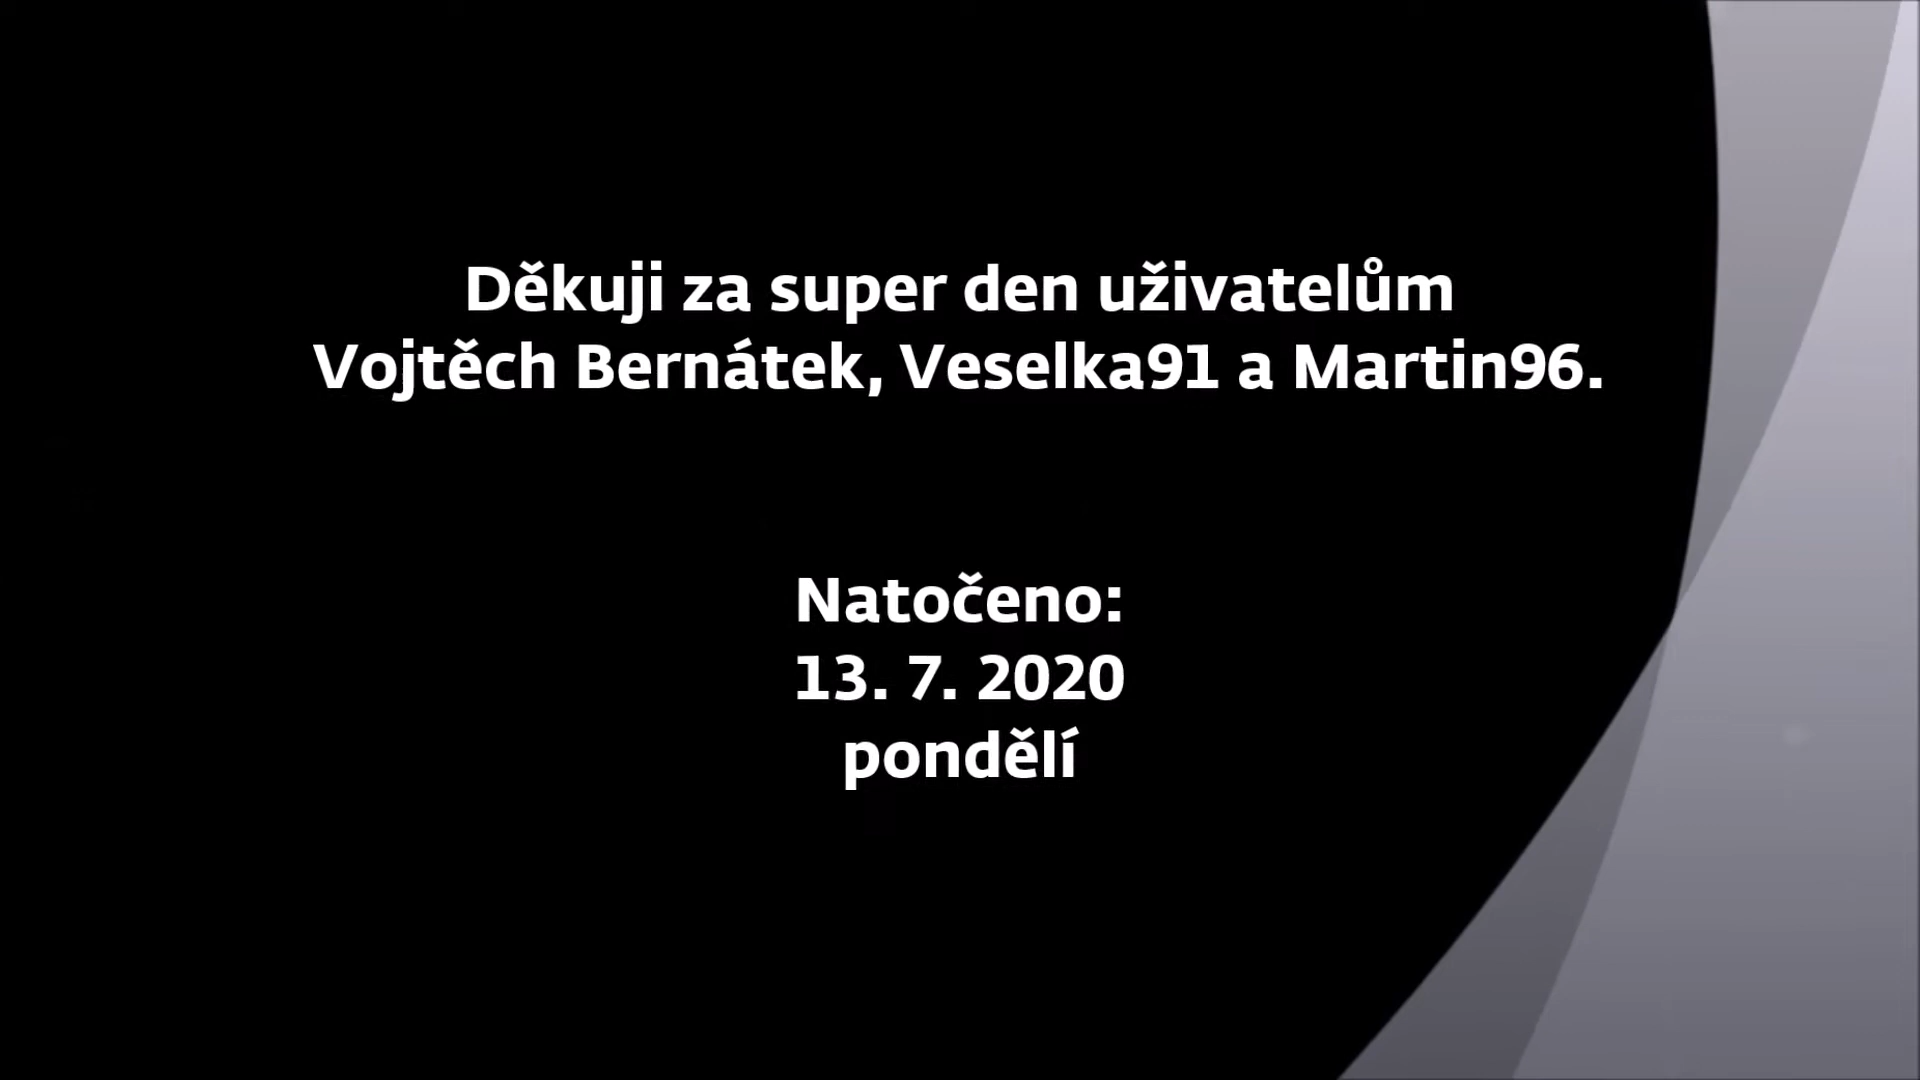 Děkuji za super den uživatelům
Vojtěch Bernátek, Veselka91 a Martin96.
Natočeno:
13. 7. 2020
pondělí